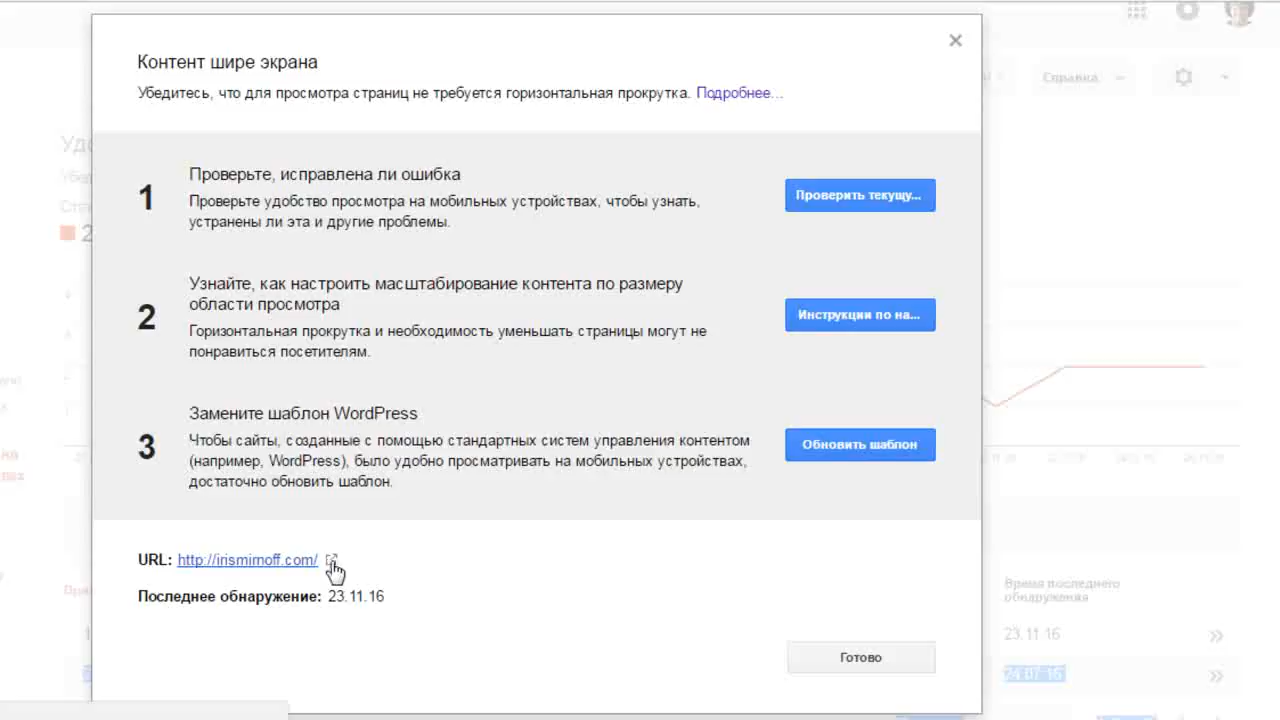 Контент шире экрана
Убедитесь, что для просмотра страниц не требуется горизонтальная прокрутка. Подробнее...
Справка
1
Проверьте, исправлена ли ошибка
Проверьте удобство просмотра на мобильных устройствах, чтобы узнать,
устранены ли эта и другие проблемы.
Проверить текущу...
2
Узнайте, как настроить масштабирование контента по размеру
области просмотра
Горизонтальная прокрутка и необходимость уменьшать страницы могут не
понравиться посетителям.
Инструкции по на...
3
Замените шаблон WordPress
Чтобы сайты, созданные с помощью стандартных систем управления контентом
(например, WordPress), было удобно просматривать на мобильных устройствах,
достаточно обновить шаблон.
Обновить шаблон
URL: http://irismirnoff.com/
Последнее обнаружение: 23.11.16
Готово
Время последнего
обнаружения
23.11.16
24.07.16